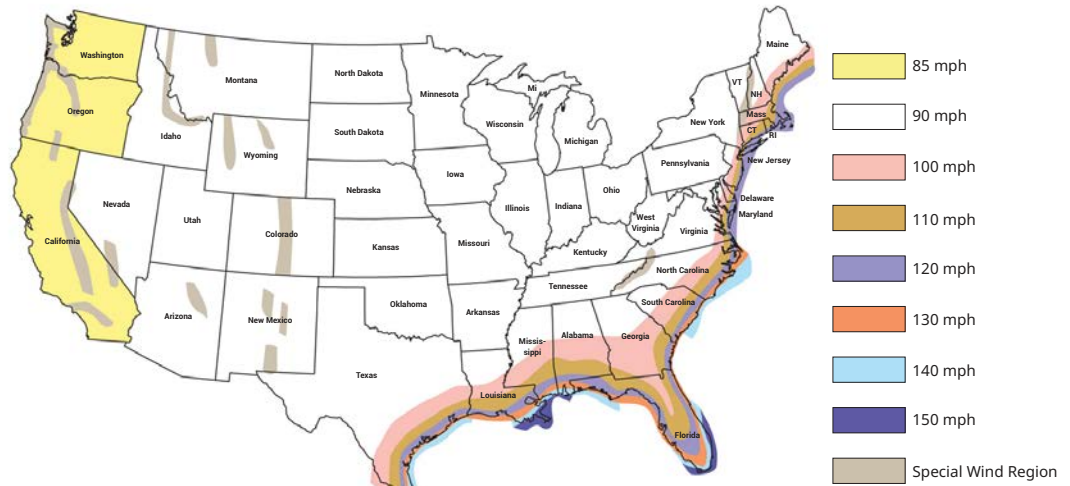 Washington
Oregon
California
Nevada
Idaho
Montana
Wyoming
Utah
Arizona
Colorado
New Mexico
North Dakota
South Dakota
Nebraska
Kansas
Oklahoma
Texas
Minnesota
Iowa
Missouri
Arkansas
Louisiana
Wisconsin
Illinois
Mi
Michigan
Indiana
Ohio
Kentucky
Tennessee
Missis-
sippi
Alabama
Georgia
Florida
South Carolina
North Carolina
Virginia
West
Virginia
Pennsylvania
New York
VT
NH
Maine
Mass
CT
RI
New Jersey
Delaware
Maryland
85 mph
90 mph
100 mph
110 mph
120 mph
130 mph
140 mph
150 mph
Special Wind Region